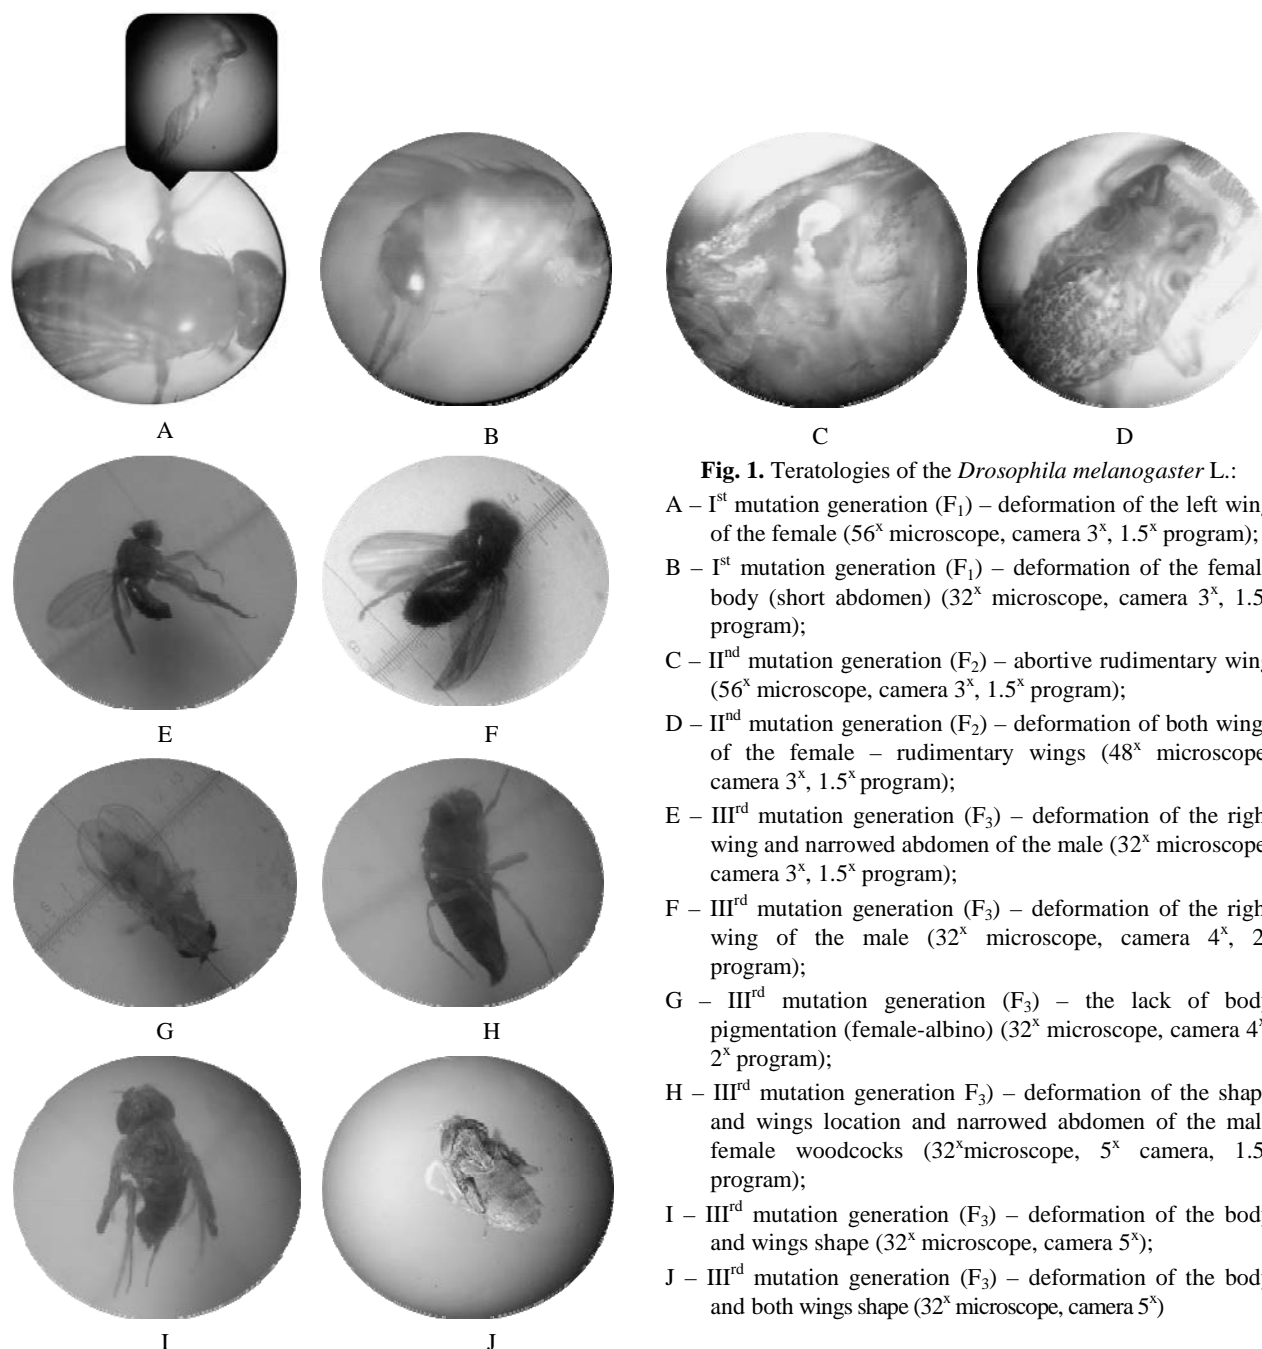 A
B
C
D
Fig. 1. Teratologies of the Drosophila melanogaster L.:
A – Ist mutation generation (F1) – deformation of the left wing
of the female (56x microscope, camera 3x, 1.5x program);
B – Ist mutation generation (F1) – deformation of the femal
body (short abdomen) (32x microscope, camera 3x, 1.5
program);
C – IInd mutation generation (F2) – abortive rudimentary wing
(56x microscope, camera 3x, 1.5x program);
D – IInd mutation generation (F2) – deformation of both wing
of the female – rudimentary wings (48x microscope
camera 3x, 1.5x program);
E – IIIrd mutation generation (F3) – deformation of the righ
wing and narrowed abdomen of the male (32x microscope
camera 3x, 1.5x program);
F – IIIrd mutation generation (F3) – deformation of the righ
wing of the male (32x microscope, camera 4x, 2
program);
G – IIIrd mutation generation (F3) – the lack of body
pigmentation (female-albino) (32x microscope, camera 4x
2x program);
H – IIIrd mutation generation F3) – deformation of the shap
and wings location and narrowed abdomen of the mal
female woodcocks (32xmicroscope, 5x camera, 1.5
program);
I – IIIrd mutation generation (F3) – deformation of the body
and wings shape (32x microscope, camera 5x);
J – IIIrd mutation generation (F3) – deformation of the body
and both wings shape (32x microscope, camera 5x)
E
F
G
H
I
J